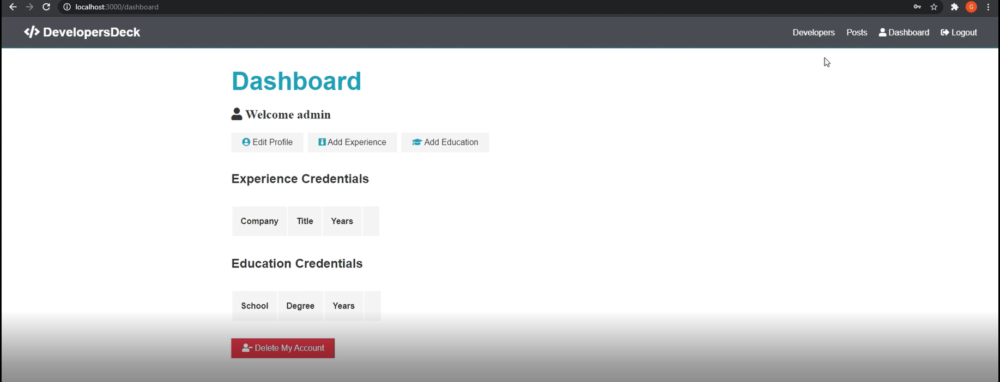 localhost:3000/dashboard
G
DevelopersDeck
Developers Posts Dashboard Logout
Dashboard
Welcome admin
Edit Profile Add Experience Add Education
Experience Credentials
Company Title Years
Education Credentials
School Degree Years
Delete My Account